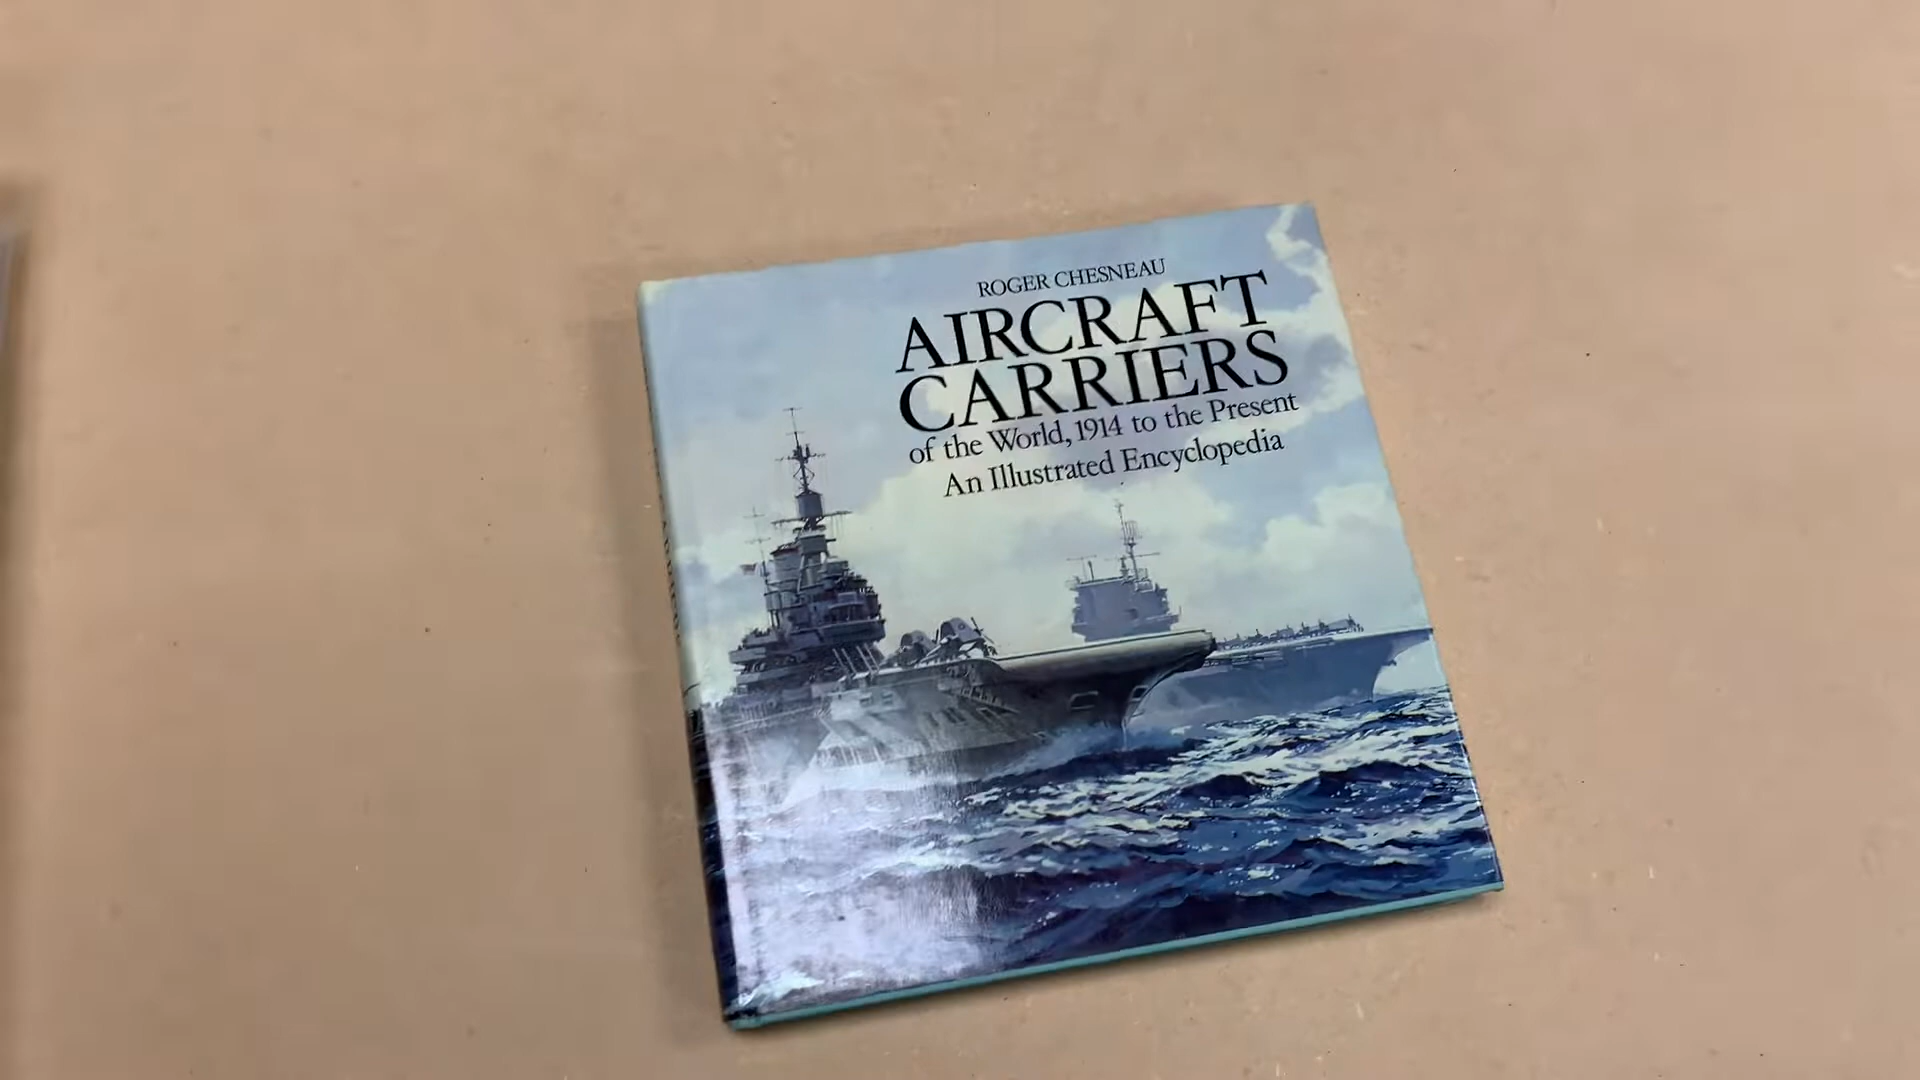 ROGER CHESNEAU
AIRCRAFT
CARRIERS
of the World, 1914 to the Present
An Illustrated Encyclopedia